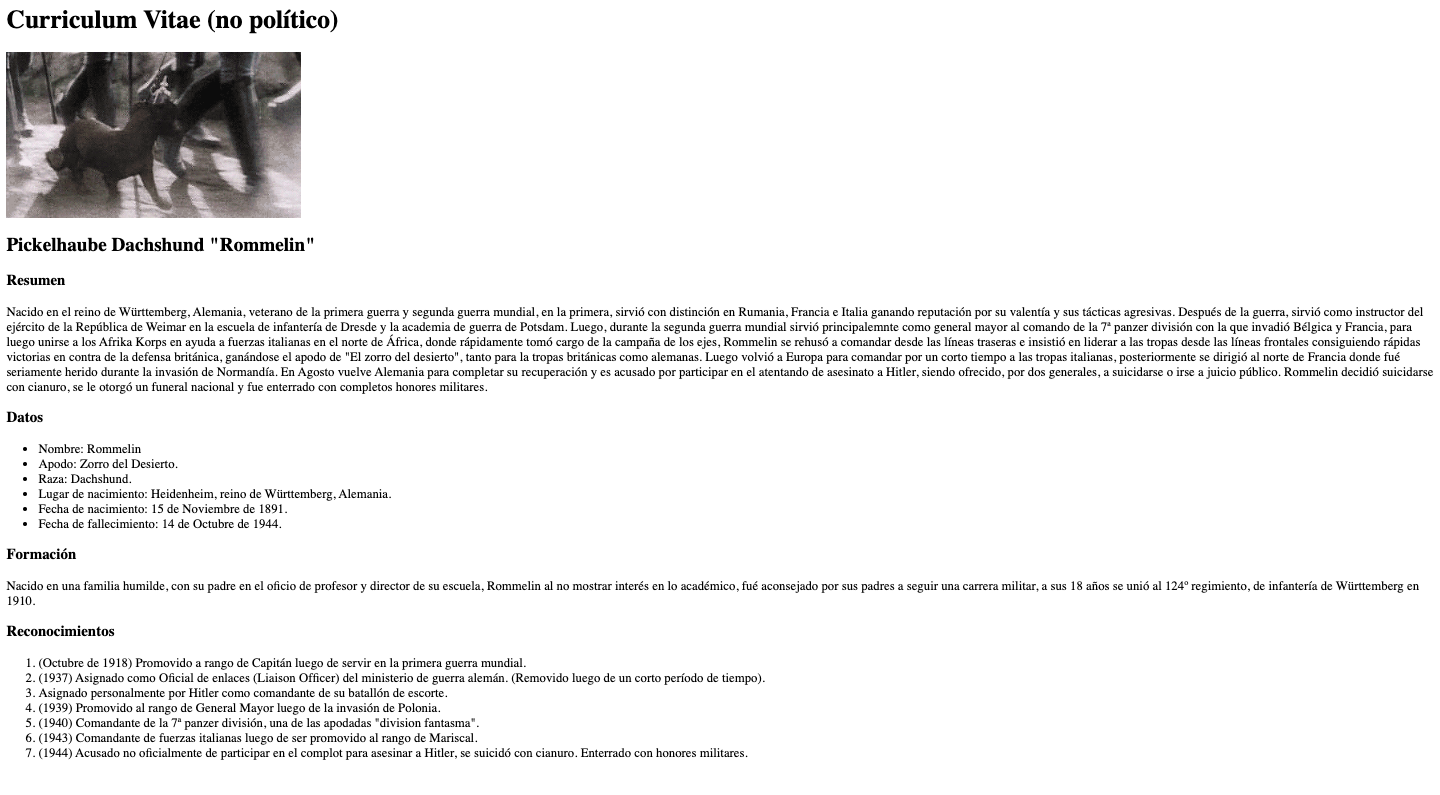 Curriculum Vitae (no político)
Pickelhaube Dachshund "Rommelin"
Resumen
Nacido en el reino de Württemberg, Alemania, veterano de la primera guerra y segunda guerra mundial, en la primera, sirvió con distinción en Rumania, Francia e Italia ganando reputación por su valentía y sus tácticas agresivas. Después de la guerra, sirvió como instructor del
ejército de la República de Weimar en la escuela de infantería de Dresde y la academia de guerra de Potsdam. Luego, durante la segunda guerra mundial sirvió principalemnte como general mayor al comando de la 7ª panzer división con la que invadió Bélgica y Francia, para
luego unirse a los Afrika Korps en ayuda a fuerzas italianas en el norte de África, donde rápidamente tomó cargo de la campaña de los ejes, Rommelin se rehusó a comandar desde las líneas traseras e insistió en liderar a las tropas desde las líneas frontales consiguiendo rápidas
victorias en contra de la defensa británica, ganándose el apodo de "El zorro del desierto", tanto para la tropas británicas como alemanas. Luego volvió a Europa para comandar por un corto tiempo a las tropas italianas, posteriormente se dirigió al norte de Francia donde fué
seriamente herido durante la invasión de Normandía. En Agosto vuelve Alemania para completar su recuperación y es acusado por participar en el atentando de asesinato a Hitler, siendo ofrecido, por dos generales, a suicidarse o irse a juicio público. Rommelin decidió suicidarse
con cianuro, se le otorgó un funeral nacional y fue enterrado con completos honores militares.
Datos
• Nombre: Rommelin
• Apodo: Zorro del Desierto.
• Raza: Dachshund.
• Lugar de nacimiento: Heidenheim, reino de Württemberg, Alemania.
• Fecha de nacimiento: 15 de Noviembre de 1891.
• Fecha de fallecimiento: 14 de Octubre de 1944.
Formación
Nacido en una familia humilde, con su padre en el oficio de profesor y director de su escuela, Rommelin al no mostrar interés en lo académico, fué aconsejado por sus padres a seguir una carrera militar, a sus 18 años se unió al 124º regimiento, de infantería de Württemberg en
1910.
Reconocimientos
1. (Octubre de 1918) Promovido a rango de Capitán luego de servir en la primera guerra mundial.
2. (1937) Asignado como Oficial de enlaces (Liaison Officer) del ministerio de guerra alemán. (Removido luego de un corto período de tiempo).
3. Asignado personalmente por Hitler como comandante de su batallón de escorte.
4. (1939) Promovido al rango de General Mayor luego de la invasión de Polonia.
5. (1940) Comandante de la 7ª panzer división, una de las apodadas "division fantasma".
6. (1943) Comandante de fuerzas italianas luego de ser promovido al rango de Mariscal.
7. (1944) Acusado no oficialmente de participar en el complot para asesinar a Hitler, se suicidó con cianuro. Enterrado con honores militares.